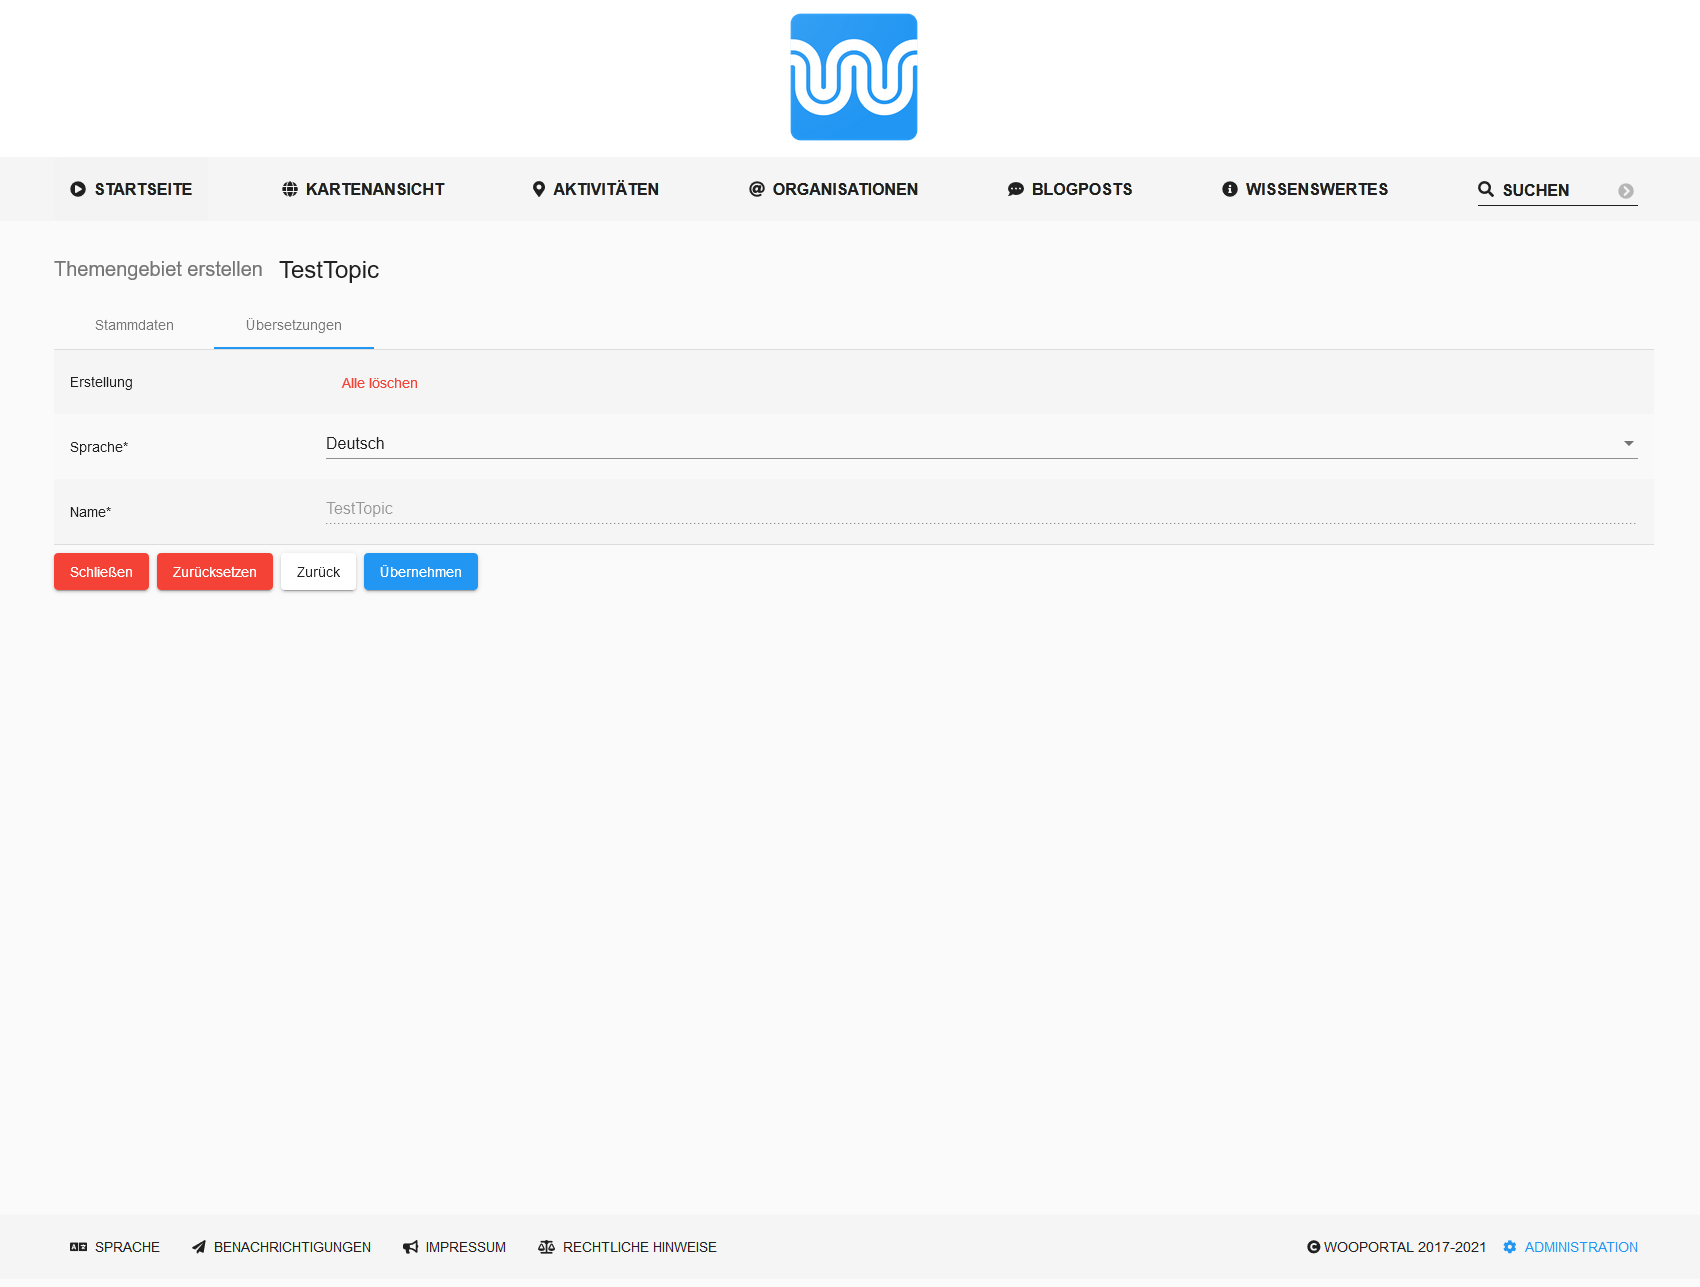 STARTSEITE KARTENANSICHT AKTIVITÄTEN ORGANISATIONEN BLOGPOSTS WISSENSWERTES SUCHEN
Themengebiet erstellen TestTopic
Stammdaten Übersetzungen
Erstellung Alle löschen
Sprache* Deutsch
Name* TestTopic
Schließen Zurücksetzen Zurück Übernehmen
SPRACHE BENACHRICHTIGUNGEN IMPRESSUM RECHTLICHE HINWEISE WOOPORTAL 2017-2021 ADMINISTRATION